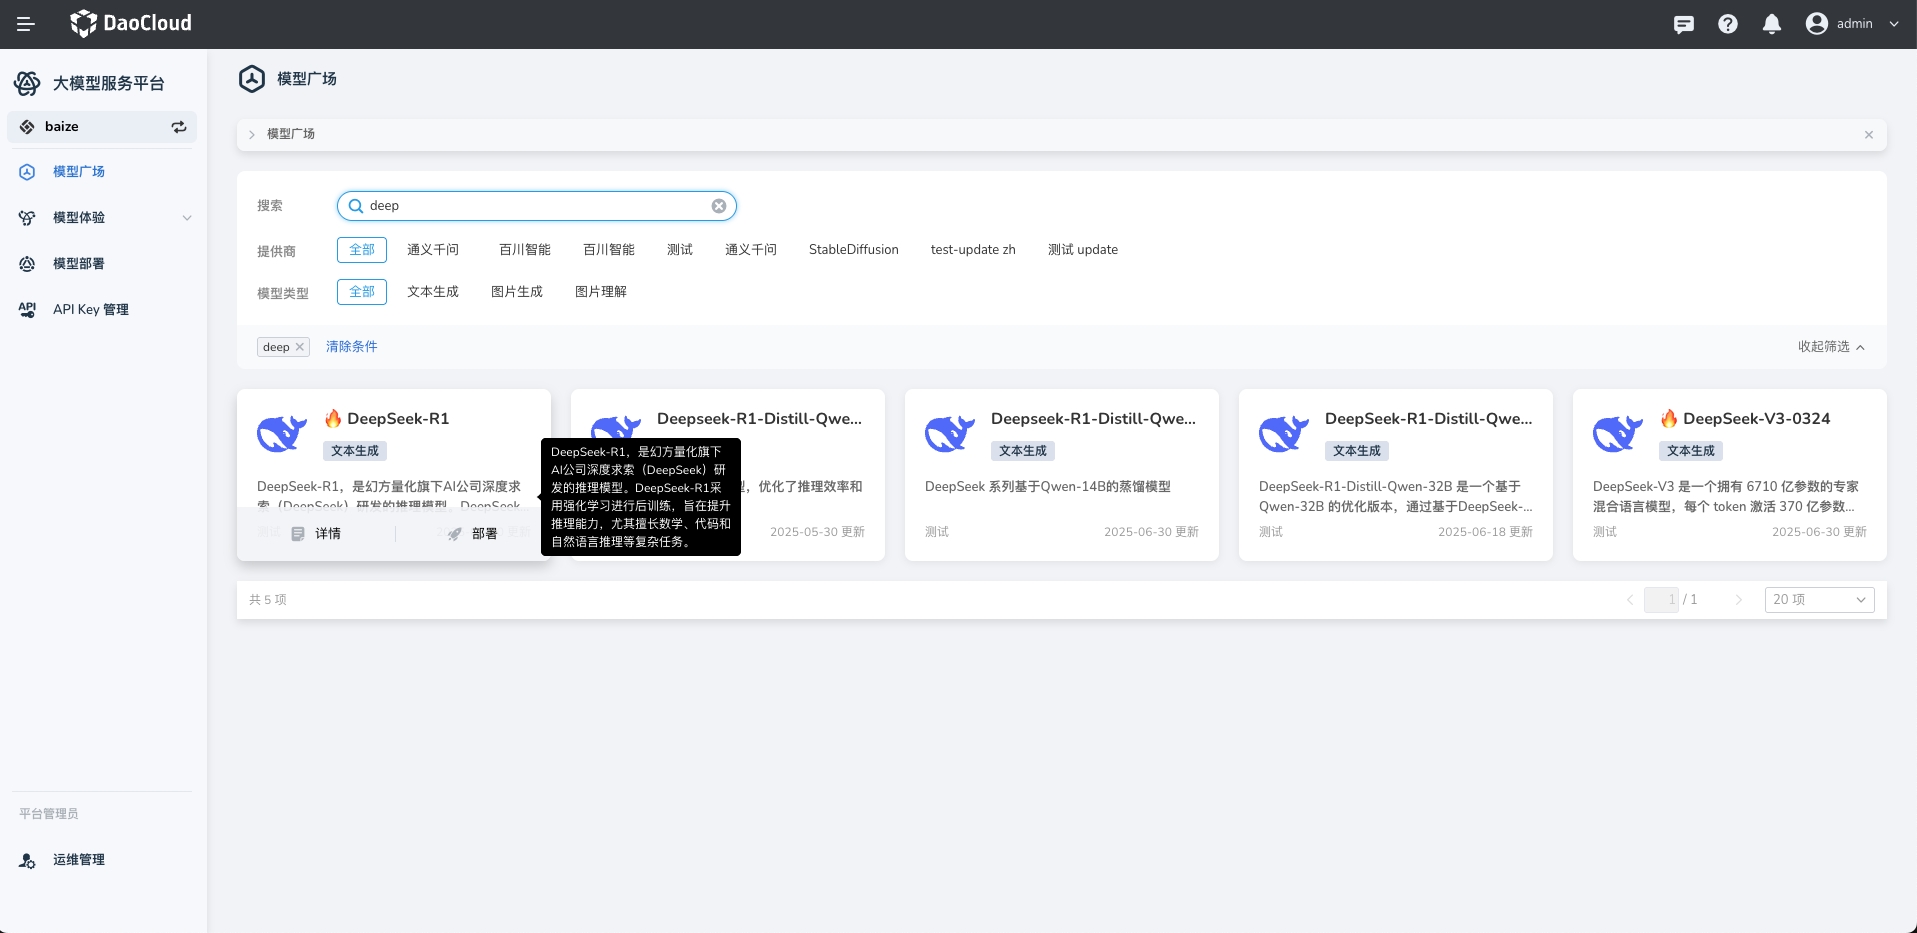 DaoCloud
admin
大模型服务平台
baize
模型广场
模型体验
模型部署
API Key 管理
平台管理员
运维管理
模型广场
模型广场
搜索
deep
提供商
全部 通义千问 百川智能 百川智能 测试 通义千问 StableDiffusion test-update zh 测试 update
模型类型
全部 文本生成 图片生成 图片理解
deep
清除条件
收起筛选
🔥 DeepSeek-R1
文本生成
DeepSeek-R1，是幻方量化旗下AI公司深度求
索（DeepSeek）研发的推理模型。DeepSeek
测试
更新
详情
部署
DeepSeek-R1，是幻方量化旗下
AI公司深度求索（DeepSeek）研
发的推理模型。DeepSeek-R1采
用强化学习进行后训练，旨在提升
推理能力，尤其擅长数学、代码和
自然语言推理等复杂任务。
Deepseek-R1-Distill-Qwe...
型，优化了推理效率和
2025-05-30 更新
Deepseek-R1-Distill-Qwe...
文本生成
DeepSeek 系列基于Qwen-14B的蒸馏模型
测试
2025-06-30 更新
DeepSeek-R1-Distill-Qwe...
文本生成
DeepSeek-R1-Distill-Qwen-32B 是一个基于
Qwen-32B 的优化版本，通过基于DeepSeek-...
测试
2025-06-18 更新
🔥 DeepSeek-V3-0324
文本生成
DeepSeek-V3 是一个拥有 6710 亿参数的专家
混合语言模型，每个 token 激活 370 亿参数...
测试
2025-06-30 更新
共 5 项
1 / 1
20 项